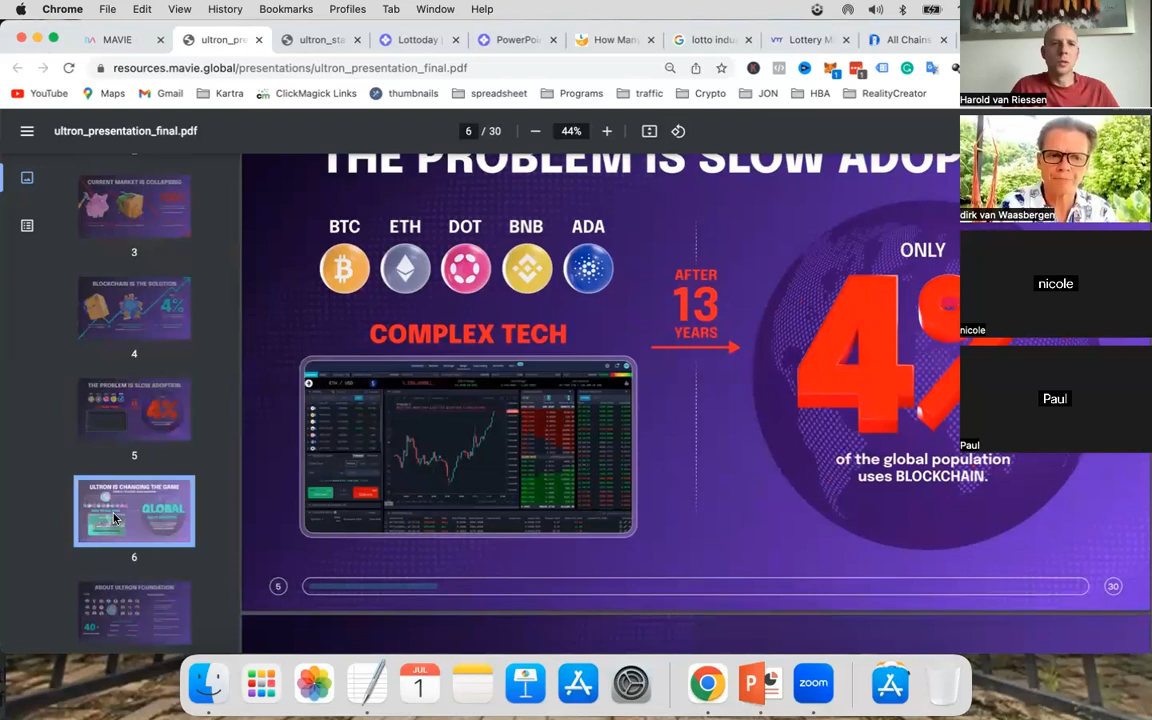 Chrome File Edit View History Bookmarks Profiles Tab Window Help
MAVIE
ultron_pre
ultron_sta
Lottoday
PowerPoi
How Man
lotto indu
Lottery M
All Chains
resources.mavie.global/presentations/ultron_presentation_final.pdf
YouTube Maps Gmail Kartra ClickMagick Links thumbnails spreadsheet Programs traffic Crypto JON HBA RealityCreator
ultron_presentation_final.pdf
6 / 30
44%
CURRENT MARKET IS COLLAPSING
3
BLOCKCHAIN IS THE SOLUTION
4%
4
THE PROBLEM IS SLOW ADOPTION
4%
5
ULTRON IS CHANGING THE GAME
GLOBAL
6
ABOUT ULTRON FOUNDATION
40+
THE PROBLEM IS SLOW ADOP
BTC ETH DOT BNB ADA
COMPLEX TECH
ETH / USD
AFTER
13
YEARS
ONLY
4%
of the global population
uses BLOCKCHAIN.
5
30
Harold van Riessen
dirk van Waasbergen
nicole
nicole
Paul
Paul
JUL
1
zoom